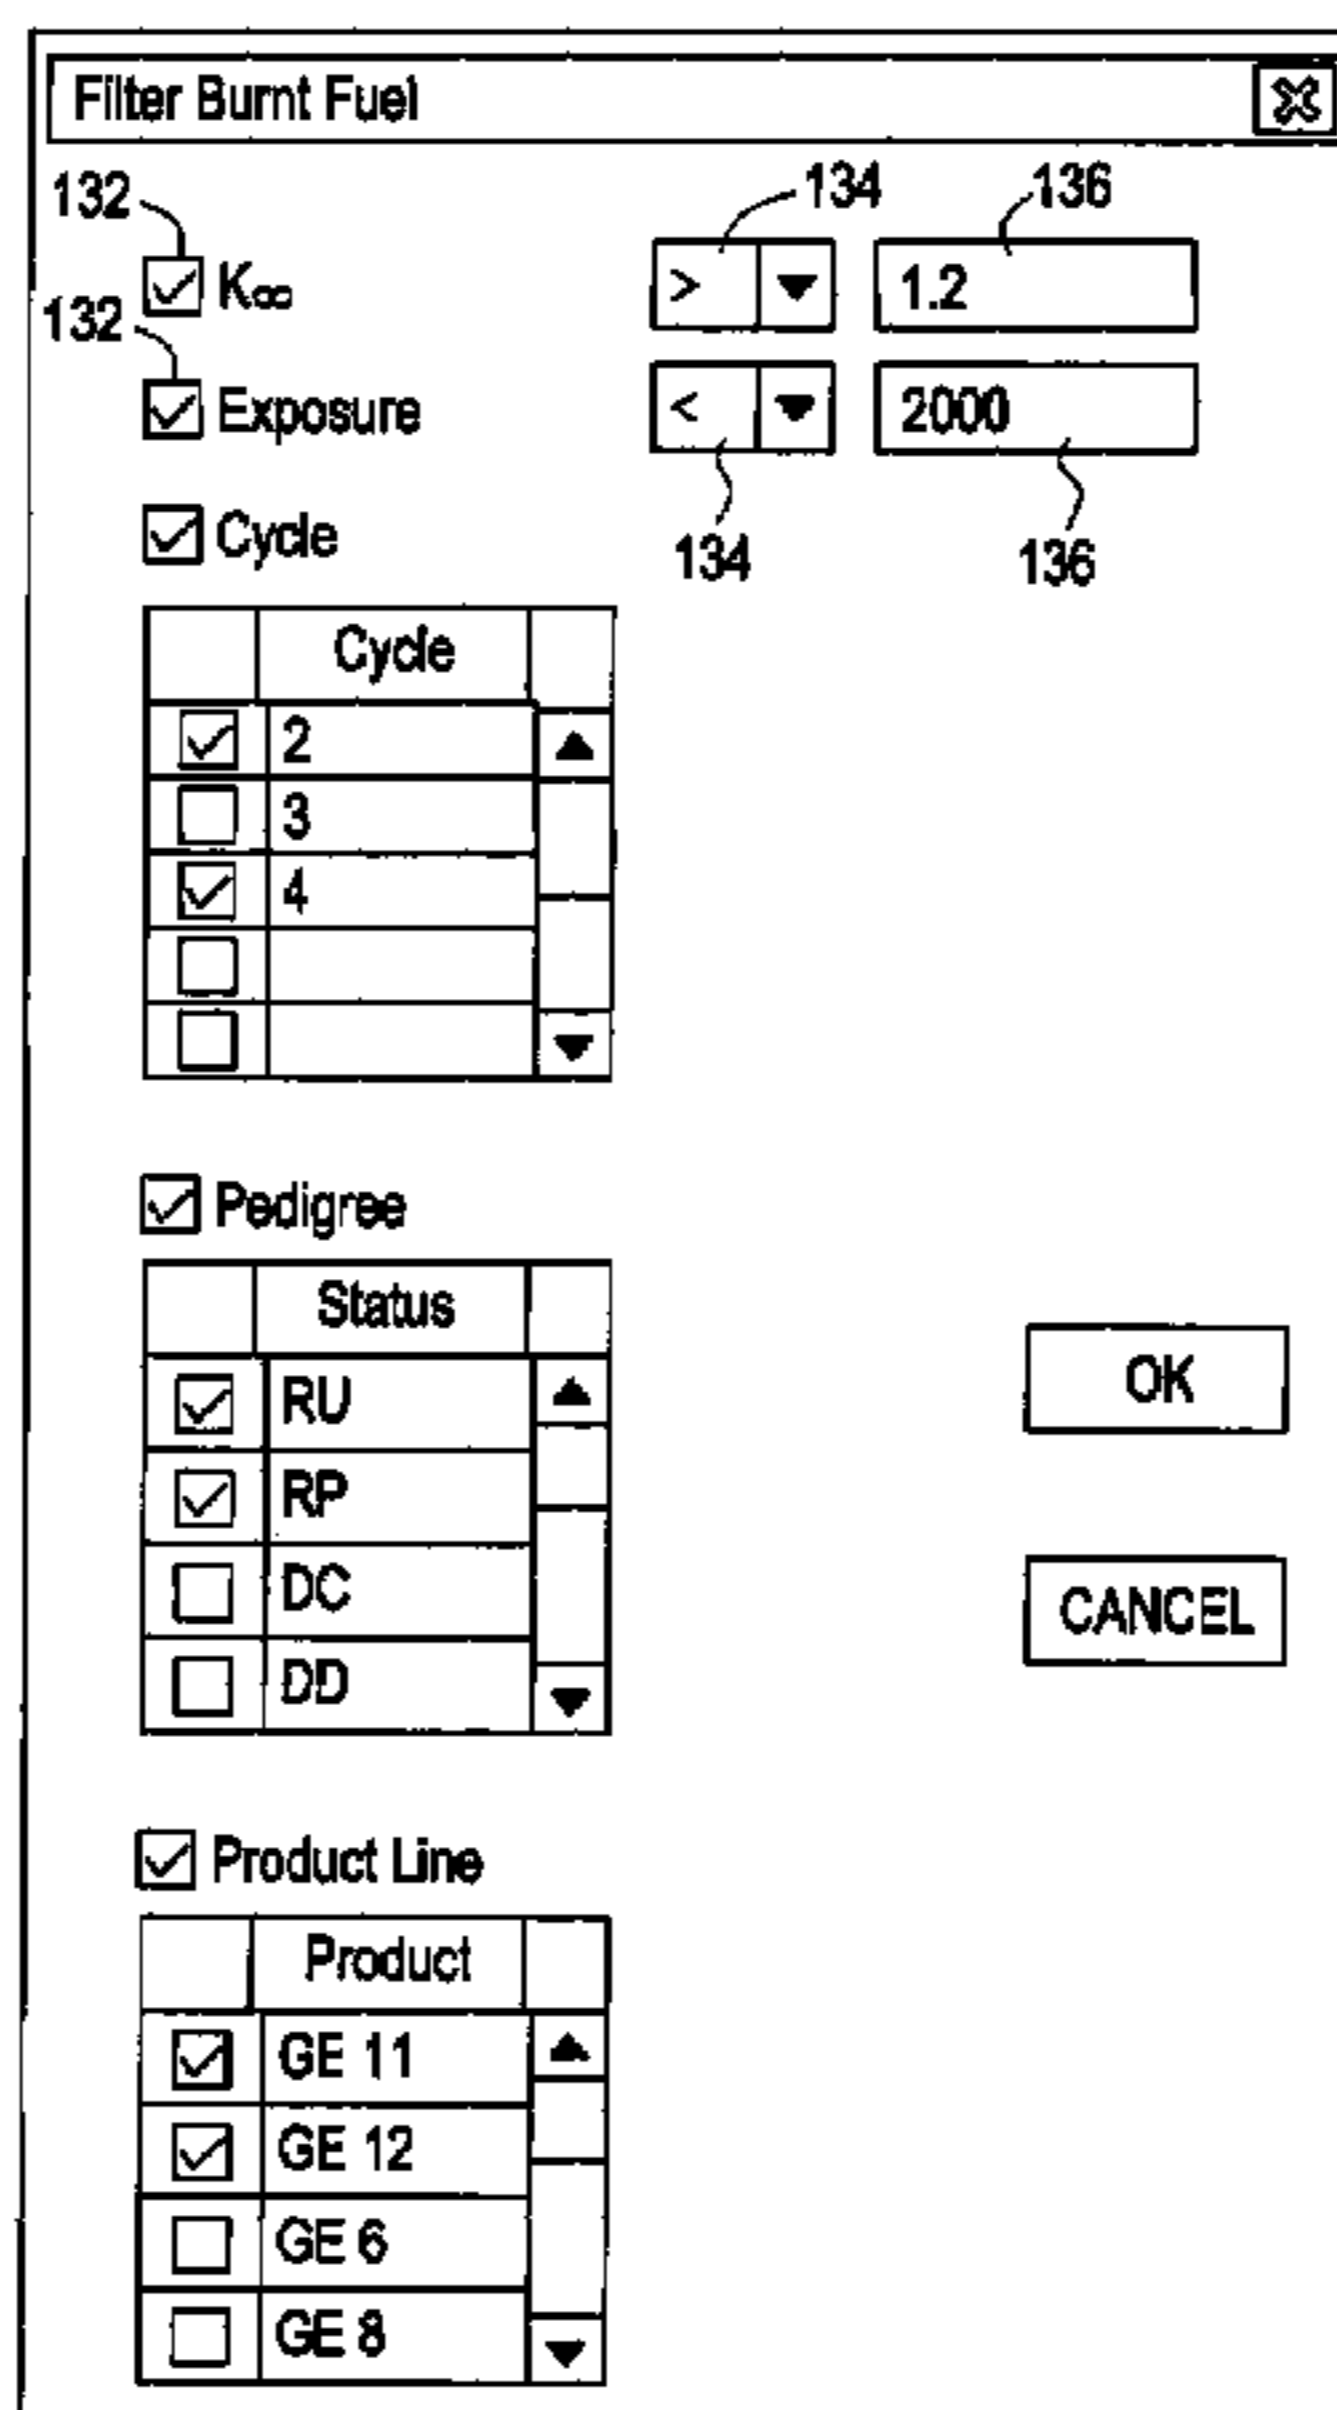 Filter Burnt Fuel
132 134 136
K∞ > 1.2
132
Exposure < 2000
134 136
Cycle
Cycle
2
3
4
Pedigree
Status
RU
RP
DC
DD
OK
CANCEL
Product Line
Product
GE 11
GE 12
GE 6
GE 8